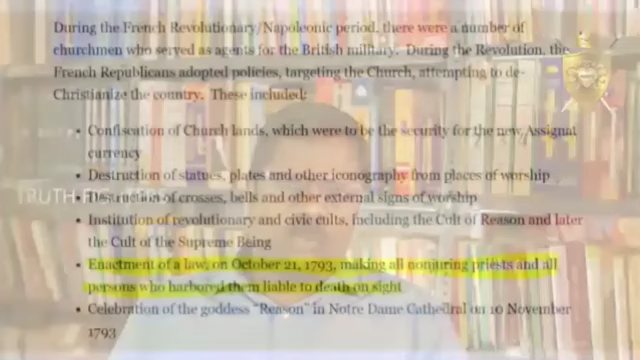 During the French Revolutionary/Napoleonic period, there were a number of
churchmen who served as agents for the British military. During the Revolution, the
French Republicans adopted policies, targeting the Church, attempting to de-
Christianize the country. These included:
• Confiscation of Church lands, which were to be the security for the new Assignat
currency
• Destruction of statues, plates and other iconography from places of worship
• Destruction of crosses, bells and other external signs of worship
• Institution of revolutionary and civic cults, including the Cult of Reason and later
the Cult of the Supreme Being
• Enactment of a law, on October 21, 1793, making all nonjuring priests and all
persons who harbored them liable to death on sight
• Celebration of the goddess "Reason" in Notre Dame Cathedral on 10 November
1793
TRUTH